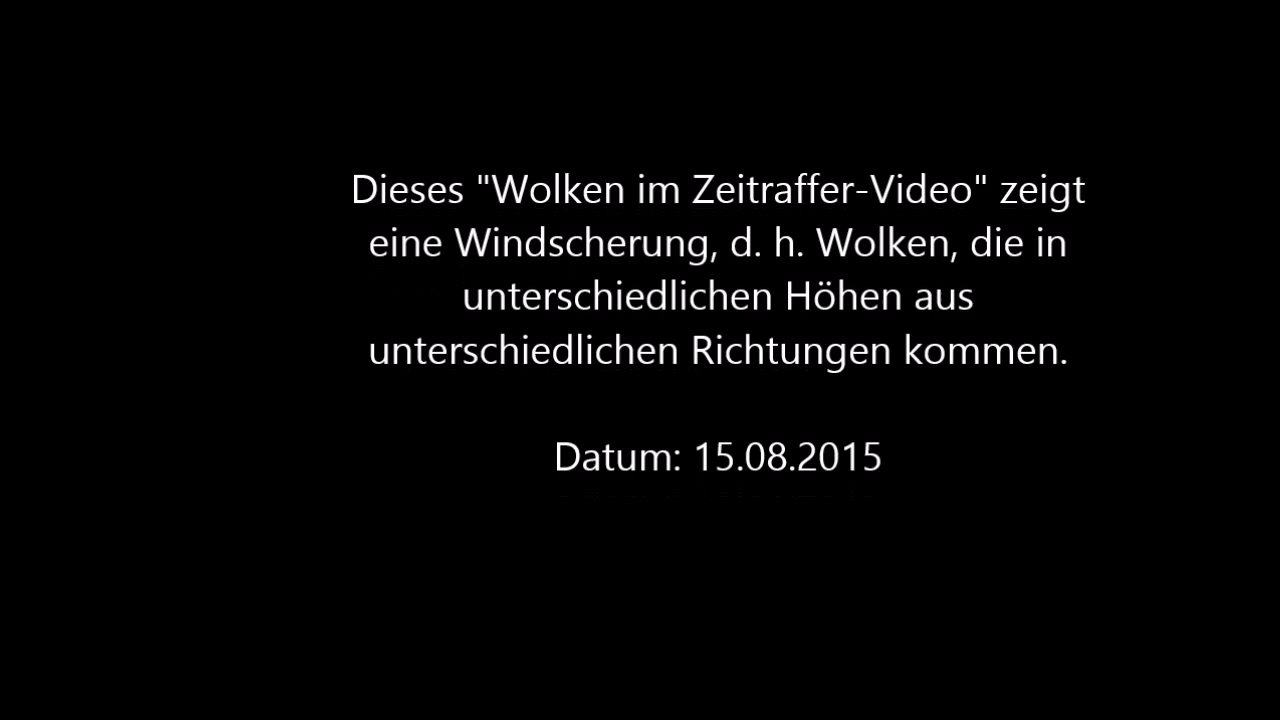 Dieses "Wolken im Zeitraffer-Video" zeigt
eine Windscherung, d. h. Wolken, die in
unterschiedlichen Höhen aus
unterschiedlichen Richtungen kommen.
Datum: 15.08.2015